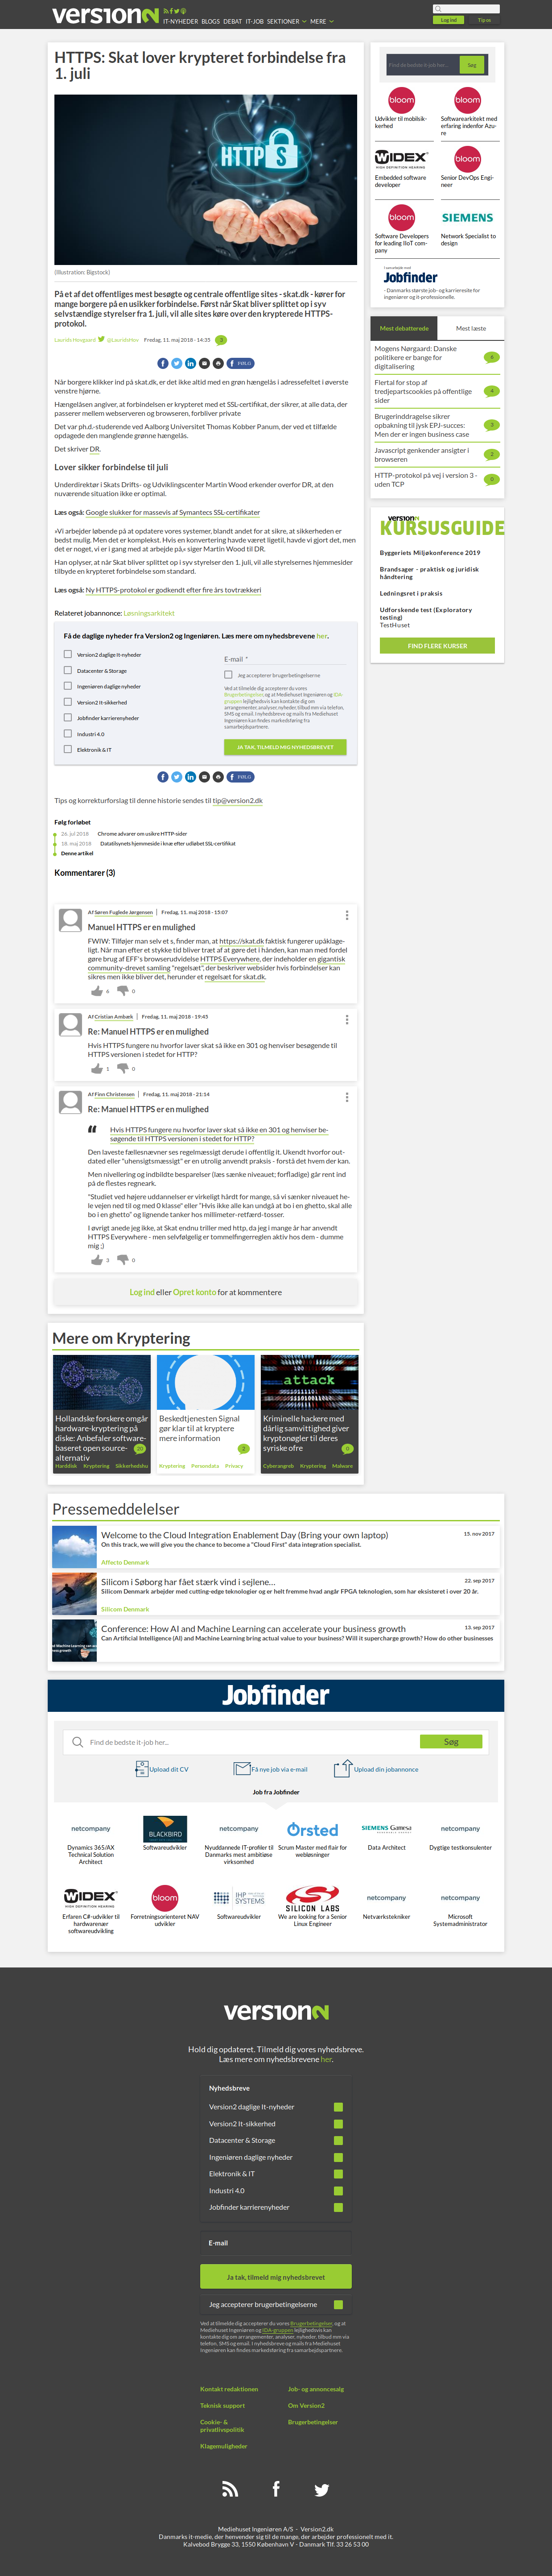 version2
IT-NYHEDER BLOGS DEBAT IT-JOB SEKTIONER MERE
Log ind
Tip os
HTTPS: Skat lover krypteret forbindelse fra
1. juli
HTTPS
(Illustration: Bigstock)
På et af det offentliges mest besøgte og centrale offentlige sites - skat.dk - kører for
mange borgere på en usikker forbindelse. Først når Skat bliver splittet op i syv
selvstændige styrelser fra 1. juli, vil alle sites køre over den krypterede HTTPS-
protokol.
Laurids Hovgaard @LauridsHov Fredag, 11. maj 2018 - 14:35 3
FØLG
Når borgere klikker ind på skat.dk, er det ikke altid med en grøn hængelås i adressefeltet i øverste
venstre hjørne.
Hængelåsen angiver, at forbindelsen er krypteret med et SSL-certifikat, der sikrer, at alle data, der
passerer mellem webserveren og browseren, forbliver private
Det var ph.d.-studerende ved Aalborg Universitet Thomas Kobber Panum, der ved et tilfælde
opdagede den manglende grønne hængelås.
Det skriver DR.
Lover sikker forbindelse til juli
Underdirektør i Skats Drifts- og Udviklingscenter Martin Wood erkender overfor DR, at den
nuværende situation ikke er optimal.
Læs også: Google slukker for massevis af Symantecs SSL-certifikater
»Vi arbejder løbende på at opdatere vores systemer, blandt andet for at sikre, at sikkerheden er
bedst mulig. Men det er komplekst. Hvis en konvertering havde været ligetil, havde vi gjort det, men
det er noget, vi er i gang med at arbejde på,« siger Martin Wood til DR.
Han oplyser, at når Skat bliver splittet op i syv styrelser den 1. juli, vil alle styrelsernes hjemmesider
tilbyde en krypteret forbindelse som standard.
Læs også: Ny HTTPS-protokol er godkendt efter fire års tovtrækkeri
Relateret jobannonce: Løsningsarkitekt
Få de daglige nyheder fra Version2 og Ingeniøren. Læs mere om nyhedsbrevene her.
Version2 daglige It-nyheder
Datacenter & Storage
Ingeniøren daglige nyheder
Version2 It-sikkerhed
Jobfinder karrierenyheder
Industri 4.0
Elektronik & IT
E-mail *
Jeg accepterer brugerbetingelserne
Ved at tilmelde dig accepterer du vores
Brugerbetingelser, og at Mediehuset Ingeniøren og IDA-
gruppen lejlighedsvis kan kontakte dig om
arrangementer, analyser, nyheder, tilbud mm via telefon,
SMS og email. I nyhedsbreve og mails fra Mediehuset
Ingeniøren kan findes markedsføring fra
samarbejdspartnere.
JA TAK, TILMELD MIG NYHEDSBREVET
FØLG
Tips og korrekturforslag til denne historie sendes til tip@version2.dk
Følg forløbet
26. jul 2018 Chrome advarer om usikre HTTP-sider
18. maj 2018 Datatilsynets hjemmeside i knæ efter udløbet SSL-certifikat
Denne artikel
Kommentarer (3)
Af Søren Fuglede Jørgensen Fredag, 11. maj 2018 - 15:07
Manuel HTTPS er en mulighed
FWIW: Tilføjer man selv et s, finder man, at https://skat.dk faktisk fungerer upåklage-
ligt. Når man efter et stykke tid bliver træt af at gøre det i hånden, kan man med fordel
gøre brug af EFF's browserudvidelse HTTPS Everywhere, der indeholder en gigantisk
community-drevet samling "regelsæt", der beskriver websider hvis forbindelser kan
sikres men ikke bliver det, herunder et regelsæt for skat.dk.
6 0
Af Cristian Ambæk Fredag, 11. maj 2018 - 19:45
Re: Manuel HTTPS er en mulighed
Hvis HTTPS fungere nu hvorfor laver skat så ikke en 301 og henviser besøgende til
HTTPS versionen i stedet for HTTP?
1 0
Af Finn Christensen Fredag, 11. maj 2018 - 21:14
Re: Manuel HTTPS er en mulighed
Hvis HTTPS fungere nu hvorfor laver skat så ikke en 301 og henviser be-
søgende til HTTPS versionen i stedet for HTTP?
Den laveste fællesnævner ses regelmæssigt derude i offentlig it. Ukendt hvorfor out-
dated eller "uhensigtsmæssigt" er en utrolig anvendt praksis - forstå det hvem der kan.
Men nivellering og indbildte besparelser (læs sænke niveauet; forfladige) går rent ind
på de flestes regneark.
"Studiet ved højere uddannelser er virkeligt hårdt for mange, så vi sænker niveauet he-
le vejen ned til og med 0 klasse" eller "Hvis ikke alle kan undgå at bo i en ghetto, skal alle
bo i en ghetto" og lignende tanker hos millimeter-retfærd-tosser.
I øvrigt anede jeg ikke, at Skat endnu triller med http, da jeg i mange år har anvendt
HTTPS Everywhere - men selvfølgelig er tommelfingerreglen aktiv hos dem - dumme
mig ;)
3 0
Log ind eller Opret konto for at kommentere
Mere om Kryptering
Hollandske forskere omgår
hardware-kryptering på
diske: Anbefaler software-
baseret open source-
alternativ
20
Harddisk Kryptering Sikkerhedshu
Beskedtjenesten Signal
gør klar til at kryptere
mere information
2
Kryptering Persondata Privacy
attack
Kriminelle hackere med
dårlig samvittighed giver
kryptonøgler til deres
syriske ofre
0
Cyberangreb Kryptering Malware
Pressemeddelelser
Welcome to the Cloud Integration Enablement Day (Bring your own laptop) 15. nov 2017
On this track, we will give you the chance to become a "Cloud First" data integration specialist.
Affecto Denmark
Silicom i Søborg har fået stærk vind i sejlene... 22. sep 2017
Silicom Denmark arbejder med cutting-edge teknologier og er helt fremme hvad angår FPGA teknologien, som har eksisteret i over 20 år.
Silicom Denmark
Conference: How AI and Machine Learning can accelerate your business growth 13. sep 2017
Can Artificial Intelligence (AI) and Machine Learning bring actual value to your business? Will it supercharge growth? How do other businesses
Find de bedste it-job her...
Søg
bloom
Udvikler til mobilsik-
kerhed
bloom
Softwarearkitekt med
erfaring indenfor Azu-
re
WIDEX
HIGH DEFINITION HEARING
Embedded software
developer
bloom
Senior DevOps Engi-
neer
bloom
Software Developers
for leading IIoT com-
pany
SIEMENS
Network Specialist to
design
Jobfinder
- Danmarks største job- og karriereside for
ingeniører og it-professionelle.
Mest debatterede Mest læste
Mogens Nørgaard: Danske
politikere er bange for
digitalisering
Flertal for stop af
tredjepartscookies på offentlige
sider
4
Brugerinddragelse sikrer
opbakning til jysk EPJ-succes:
Men der er ingen business case
3
Javascript genkender ansigter i
browseren
2
HTTP-protokol på vej i version 3 -
uden TCP
0
version2
KURSUSGUIDE
Byggeriets Miljøkonference 2019
Brandsager - praktisk og juridisk
håndtering
Ledningsret i praksis
Udforskende test (Exploratory
testing)
TestHuset
FIND FLERE KURSER
Jobfinder
Find de bedste it-job her...
Søg
Upload dit CV
Få nye job via e-mail
Upload din jobannonce
Job fra Jobfinder
netcompany
Dynamics 365/AX
Technical Solution
Architect
BLACKBIRD
Softwareudvikler
netcompany
Nyuddannede IT-profiler til
Danmarks mest ambitiøse
virksomhed
Ørsted
Scrum Master med flair for
webløsninger
SIEMENS Gamesa
Data Architect
netcompany
Dygtige testkonsulenter
WIDEX
HIGH DEFINITION HEARING
Erfaren C#-udvikler til
hardwarenær
softwareudvikling
bloom
Forretningsorienteret NAV
udvikler
IHP SYSTEMS
Softwareudvikler
SILICON LABS
We are looking for a Senior
Linux Engineer
netcompany
Netværkstekniker
netcompany
Microsoft
Systemadministrator
version2
Hold dig opdateret. Tilmeld dig vores nyhedsbreve.
Læs mere om nyhedsbrevene her.
Nyhedsbreve
Version2 daglige It-nyheder
Version2 It-sikkerhed
Datacenter & Storage
Ingeniøren daglige nyheder
Elektronik & IT
Industri 4.0
Jobfinder karrierenyheder
E-mail
Ja tak, tilmeld mig nyhedsbrevet
Jeg accepterer brugerbetingelserne
Ved at tilmelde dig accepterer du vores Brugerbetingelser, og at
Mediehuset Ingeniøren og IDA-gruppen lejlighedsvis kan
kontakte dig om arrangementer, analyser, nyheder, tilbud mm via
telefon, SMS og email. I nyhedsbreve og mails fra Mediehuset
Ingeniøren kan findes markedsføring fra samarbejdspartnere.
Kontakt redaktionen
Teknisk support
Cookie- &
privatlivspolitik
Klagemuligheder
Job- og annoncesalg
Om Version2
Brugerbetingelser
Mediehuset Ingeniøren A/S - Version2.dk
Danmarks it-medie, der henvender sig til de mange, der arbejder professionelt med it.
Kalvebod Brygge 33, 1550 København V - Danmark Tlf. 33 26 53 00